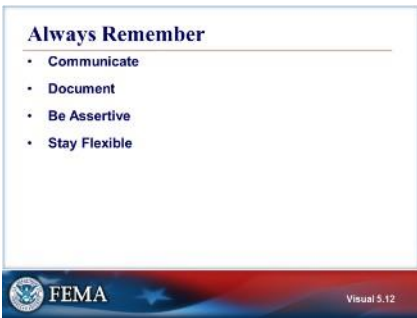 Always Remember
• Communicate
• Document
• Be Assertive
• Stay Flexible
FEMA
Visual 5.12